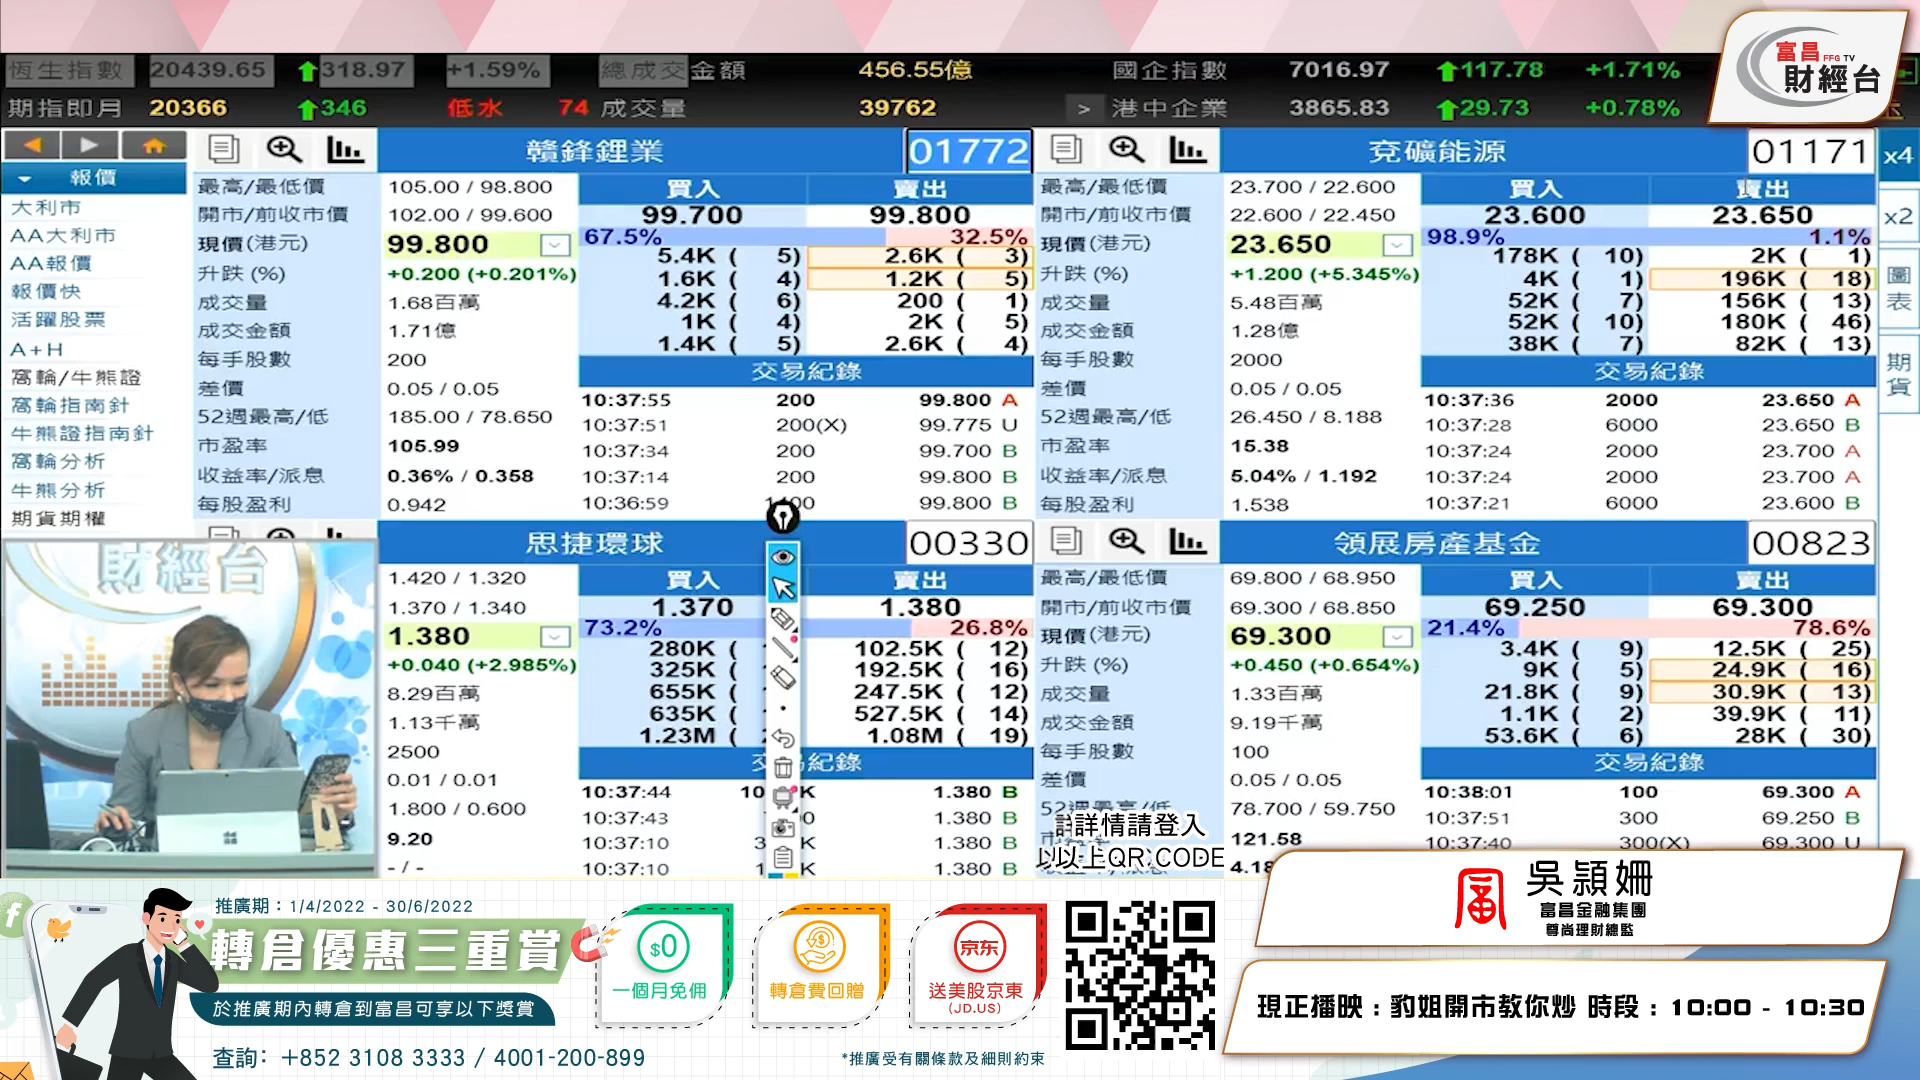 恆生指數 20439.65 318.97 +1.59% 總成交金額 456.55億 國企指數 7016.97 117.78 +1.71%
期指即月 20366 346 低水 74 成交量 39762 > 港中企業 3865.83 29.73 +0.78%
富昌 FFG TV
財經台
報價
大利市
AA大利市
AA報價
報價快
活躍股票
A+H
窩輪/牛熊證
窩輪指南針
牛熊證指南針
窩輪分析
牛熊分析
期貨期權
贛鋒鋰業 01772
最高/最低價 105.00 / 98.800
開市/前收市價 102.00 / 99.600
現價(港元) 99.800
升跌 (%) +0.200 (+0.201%)
成交量 1.68百萬
成交金額 1.71億
每手股數 200
差價 0.05 / 0.05
52週最高/低 185.00 / 78.650
市盈率 105.99
收益率/派息 0.36% / 0.358
每股盈利 0.942
買入 賣出
99.700 99.800
67.5% 32.5%
5.4K ( 5) 2.6K ( 3)
1.6K ( 4) 1.2K ( 5)
4.2K ( 6) 200 ( 1)
1K ( 4) 2K ( 5)
1.4K ( 5) 2.6K ( 4)
交易紀錄
10:37:55 200 99.800 A
10:37:51 200(X) 99.775 U
10:37:34 200 99.700 B
10:37:14 200 99.800 B
10:36:59 99.800 B
兗礦能源 01171
最高/最低價 23.700 / 22.600
開市/前收市價 22.600 / 22.450
現價(港元) 23.650
升跌 (%) +1.200 (+5.345%)
成交量 5.48百萬
成交金額 1.28億
每手股數 2000
差價 0.05 / 0.05
52週最高/低 26.450 / 8.188
市盈率 15.38
收益率/派息 5.04% / 1.192
每股盈利 1.538
買入 賣出
23.600 23.650
98.9% 1.1%
178K ( 10) 2K ( 1)
4K ( 1) 196K ( 18)
52K ( 7) 156K ( 13)
52K ( 10) 180K ( 46)
38K ( 7) 82K ( 13)
交易紀錄
10:37:36 2000 23.650 A
10:37:28 6000 23.650 B
10:37:24 2000 23.700 A
10:37:24 2000 23.700 A
10:37:21 6000 23.600 B
x4
x2
圖表
期貨
思捷環球 00330
1.420 / 1.320
1.370 / 1.340
1.380
+0.040 (+2.985%)
8.29百萬
1.13千萬
2500
0.01 / 0.01
1.800 / 0.600
9.20
- / -
買入 賣出
1.370 1.380
73.2% 26.8%
280K ( 102.5K ( 12)
325K ( 192.5K ( 16)
655K ( 247.5K ( 12)
635K ( 527.5K ( 14)
1.23M ( 1.08M ( 19)
紀錄
10:37:44 1.380 B
10:37:43 1.380 B
10:37:10 1.380 B
10:37:10 1.380 B
領展房產基金 00823
最高/最低價 69.800 / 68.950
開市/前收市價 69.300 / 68.850
現價(港元) 69.300
升跌 (%) +0.450 (+0.654%)
成交量 1.33百萬
成交金額 9.19千萬
每手股數 100
差價 0.05 / 0.05
78.700 / 59.750
121.58
買入 賣出
69.250 69.300
21.4% 78.6%
3.4K ( 9) 12.5K ( 25)
9K ( 5) 24.9K ( 16)
21.8K ( 9) 30.9K ( 13)
1.1K ( 2) 39.9K ( 11)
53.6K ( 6) 28K ( 30)
交易紀錄
10:38:01 100 69.300 A
10:37:51 300 69.250 B
10:37:40 300(X) 69.300 U
財經台
詳情請登入
以上QR CODE
推廣期：1/4/2022 - 30/6/2022
轉倉優惠三重賞
於推廣期內轉倉到富昌可享以下獎賞
查詢： +852 3108 3333 / 4001-200-899
$0
一個月免佣
轉倉費回贈
京东
送美股京東
(JD.US)
*推廣受有關條款及細則約束
吳潁姍
富昌金融集團
尊尚理財總監
現正播映：豹姐開市教你炒 時段：10:00 - 10:30